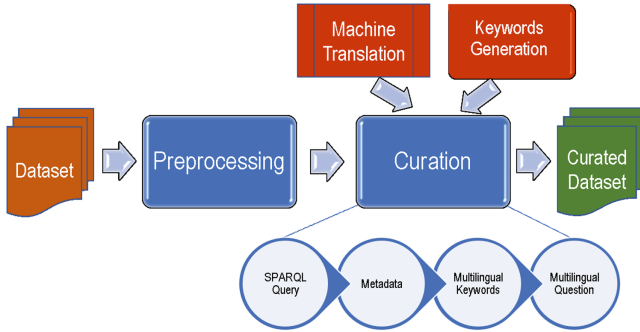 Machine
Translation
Keywords
Generation
Dataset
Preprocessing
Curation
Curated
Dataset
SPARQL
Query
Metadata
Multilingual
Keywords
Multilingual
Question